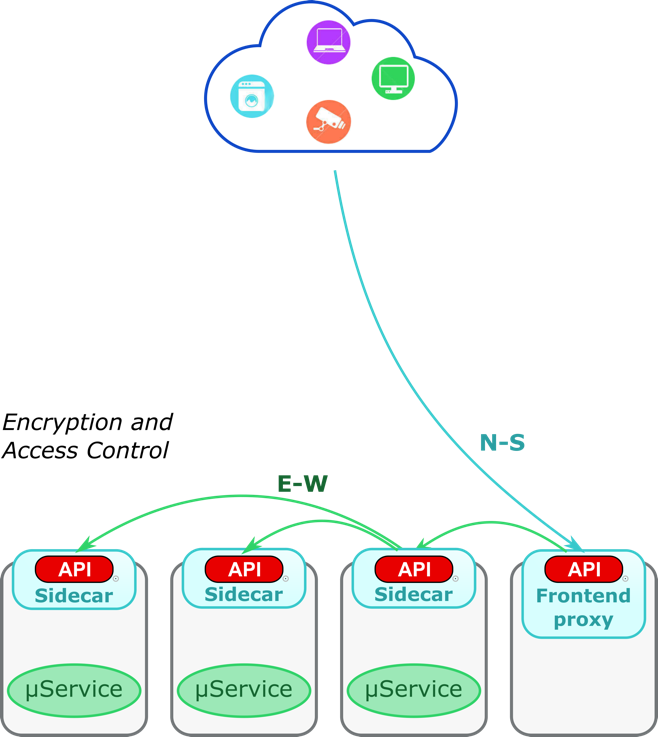 N-S
Encryption and
Access Control
E-W
API
Sidecar
API
Sidecar
API
Sidecar
API
Frontend
proxy
µService
µService
µService